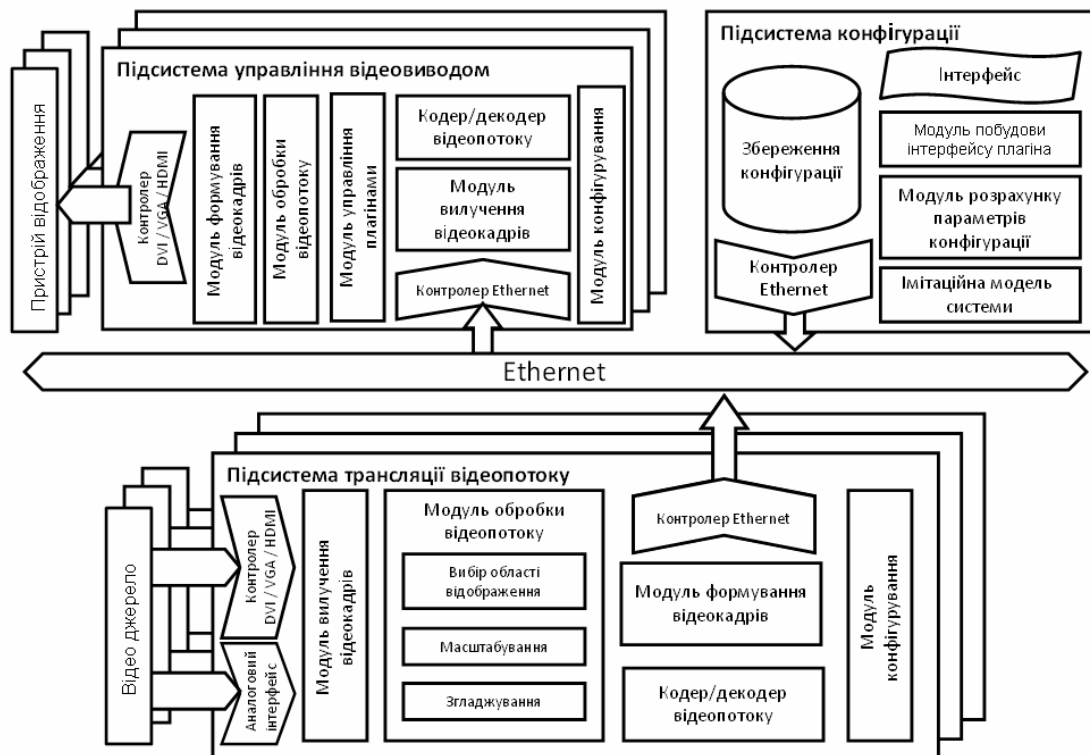 Підсистема управління відеовиводом
Пристрій відображення
Контролер
DVI / VGA / HDMI
Модуль формування
відеокадрів
Модуль обробки
відеопотоку
Модуль управління
плагінами
Кодер/декодер
відеопотоку
Модуль
вилучення
відеокадрів
Контролер Ethernet
Модуль конфігурування
Підсистема конфігурації
Збереження
конфігурації
Контролер
Ethernet
Інтерфейс
Модуль побудови
інтерфейсу плагіна
Модуль розрахунку
параметрів
конфігурації
Імітаційна модель
системи
Ethernet
Підсистема трансляції відеопотоку
Відео джерело
Контролер
DVI / VGA / HDMI
Аналоговий
інтерфейс
Модуль вилучення
відеокадрів
Модуль обробки
відеопотоку
Вибір області
відображення
Масштабування
Згладжування
Контролер Ethernet
Модуль формування
відеокадрів
Кодер/декодер
відеопотоку
Модуль
конфігурування